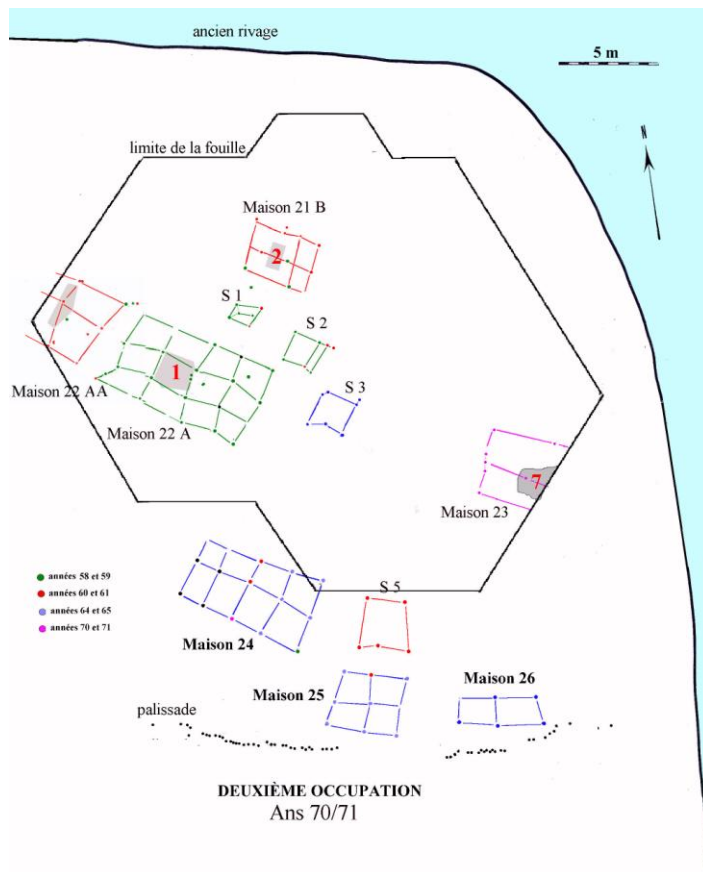 ancien rivage
5 m
N
limite de la fouille
Maison 21 B
2
S 1
S 2
1
S 3
Maison 22 AA
Maison 22 A
7
Maison 23
années 58 et 59
années 60 et 61
années 64 et 65
années 70 et 71
S 5
Maison 24
Maison 25
Maison 26
palissade
DEUXIÈME OCCUPATION
Ans 70/71